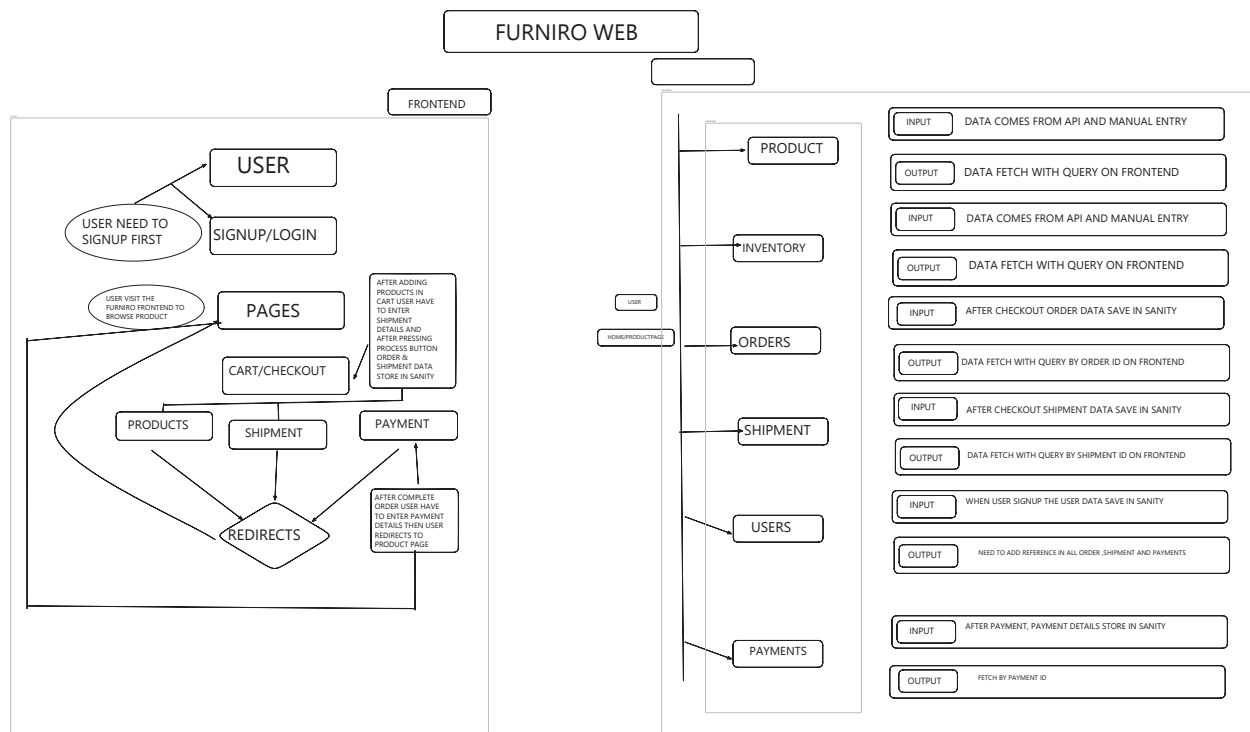 FURNIRO WEB
FRONTEND
USER
USER NEED TO
SIGNUP FIRST
SIGNUP/LOGIN
USER VISIT THE
FURNIRO FRONTEND TO
BROWSE PRODUCT
PAGES
AFTER ADDING
PRODUCTS IN
CART USER HAVE
TO ENTER
SHIPMENT
DETAILS AND
AFTER PRESSING
PROCESS BUTTON
ORDER &
SHIPMENT DATA
STORE IN SANITY
CART/CHECKOUT
PRODUCTS
SHIPMENT
PAYMENT
REDIRECTS
AFTER COMPLETE
ORDER USER HAVE
TO ENTER PAYMENT
DETAILS THEN USER
REDIRECTS TO
PRODUCT PAGE
USER
HOME/PRODUCTPAGE
PRODUCT
INPUT
DATA COMES FROM API AND MANUAL ENTRY
OUTPUT
DATA FETCH WITH QUERY ON FRONTEND
INVENTORY
INPUT
DATA COMES FROM API AND MANUAL ENTRY
OUTPUT
DATA FETCH WITH QUERY ON FRONTEND
ORDERS
INPUT
AFTER CHECKOUT ORDER DATA SAVE IN SANITY
OUTPUT
DATA FETCH WITH QUERY BY ORDER ID ON FRONTEND
SHIPMENT
INPUT
AFTER CHECKOUT SHIPMENT DATA SAVE IN SANITY
OUTPUT
DATA FETCH WITH QUERY BY SHIPMENT ID ON FRONTEND
USERS
INPUT
WHEN USER SIGNUP THE USER DATA SAVE IN SANITY
OUTPUT
NEED TO ADD REFERENCE IN ALL ORDER ,SHIPMENT AND PAYMENTS
PAYMENTS
INPUT
AFTER PAYMENT, PAYMENT DETAILS STORE IN SANITY
OUTPUT
FETCH BY PAYMENT ID